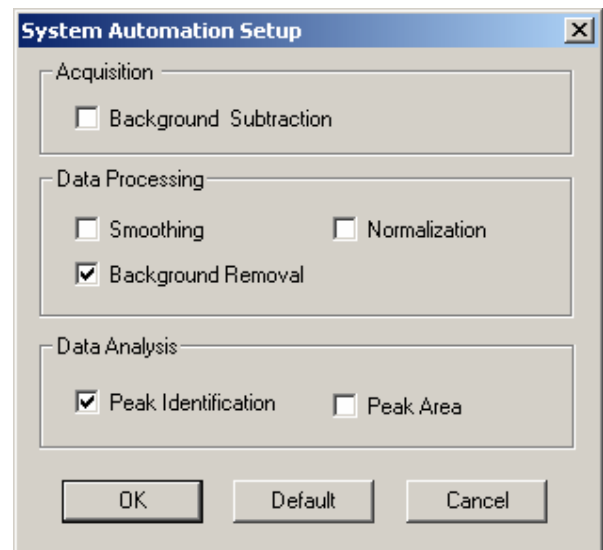 System Automation Setup
Acquisition
Background Subtraction
Data Processing
Smoothing Normalization
Background Removal
Data Analysis
Peak Identification Peak Area
OK Default Cancel